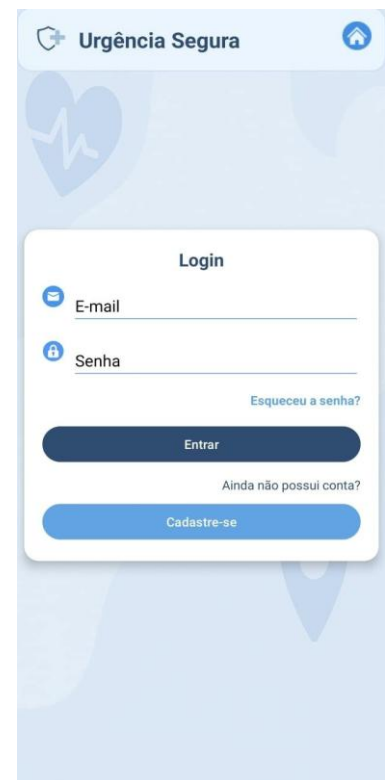 Urgência Segura
Login
E-mail
Senha
Esqueceu a senha?
Entrar
Ainda não possui conta?
Cadastre-se